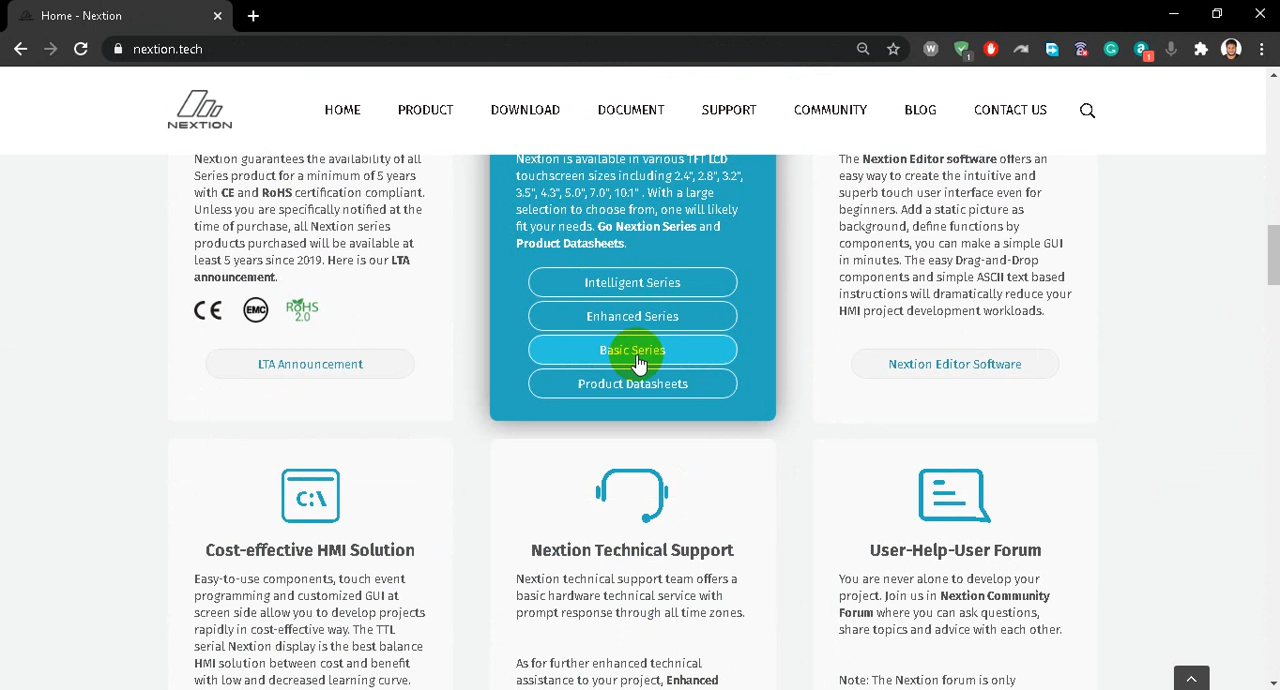 Home - Nextion
nextion.tech
W
1
G
a
1
NEXTION
HOME
PRODUCT
DOWNLOAD
DOCUMENT
SUPPORT
COMMUNITY
BLOG
CONTACT US
Nextion guarantees the availability of all
Series product for a minimum of 5 years
with CE and RoHS certification compliant.
Unless you are specifically notified at the
time of purchase, all Nextion series
products purchased will be available at
least 5 years since 2019. Here is our LTA
announcement.
CE
EMC
RoHS
2.0
LTA Announcement
Nextion is available in various TFT LCD
touchscreen sizes including 2.4", 2.8", 3.2",
3.5", 4.3", 5.0", 7.0", 10.1" . With a large
selection to choose from, one will likely
fit your needs. Go Nextion Series and
Product Datasheets.
Intelligent Series
Enhanced Series
Basic Series
Product Datasheets
The Nextion Editor software offers an
easy way to create the intuitive and
superb touch user interface even for
beginners. Add a static picture as
background, define functions by
components, you can make a simple GUI
in minutes. The easy Drag-and-Drop
components and simple ASCII text based
instructions will dramatically reduce your
HMI project development workloads.
Nextion Editor Software
C:\
Cost-effective HMI Solution
Easy-to-use components, touch event
programming and customized GUI at
screen side allow you to develop projects
rapidly in cost-effective way. The TTL
serial Nextion display is the best balance
HMI solution between cost and benefit
with low and decreased learning curve.
Nextion Technical Support
Nextion technical support team offers a
basic hardware technical service with
prompt response through all time zones.
As for further enhanced technical
assistance to your project, Enhanced
User-Help-User Forum
You are never alone to develop your
project. Join us in Nextion Community
Forum where you can ask questions,
share topics and advice with each other.
Note: The Nextion forum is only